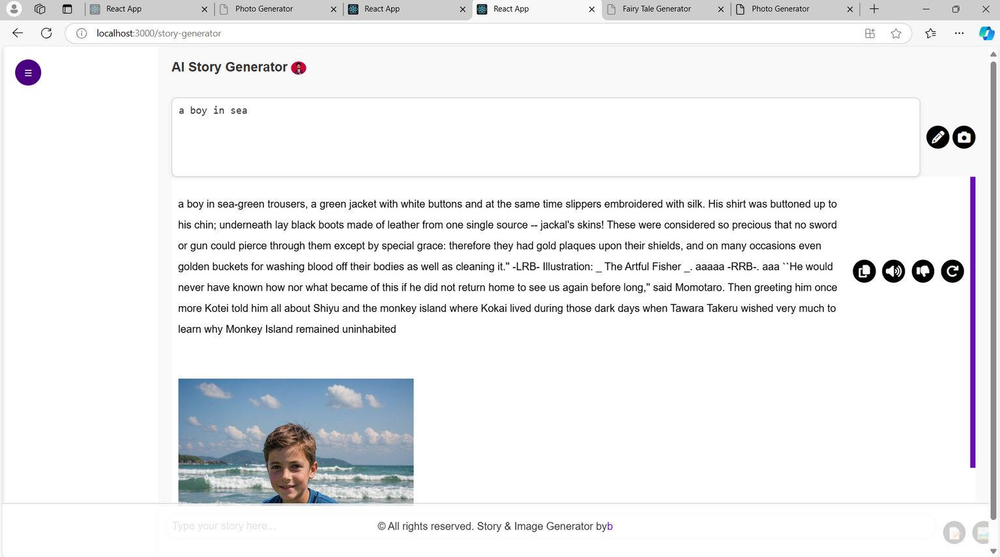 React App
Photo Generator
React App
React App
Fairy Tale Generator
Photo Generator
localhost:3000/story-generator
AI Story Generator
a boy in sea
a boy in sea-green trousers, a green jacket with white buttons and at the same time slippers embroidered with silk. His shirt was buttoned up to
his chin; underneath lay black boots made of leather from one single source -- jackal's skins! These were considered so precious that no sword
or gun could pierce through them except by special grace: therefore they had gold plaques upon their shields, and on many occasions even
golden buckets for washing blood off their bodies as well as cleaning it." -LRB- Illustration: _ The Artful Fisher _. aaaaa -RRB-. aaa ``He would
never have known how nor what became of this if he did not return home to see us again before long," said Momotaro. Then greeting him once
more Kotei told him all about Shiyu and the monkey island where Kokai lived during those dark days when Tawara Takeru wished very much to
learn why Monkey Island remained uninhabited
Type your story here...
© All rights reserved. Story & Image Generator byb